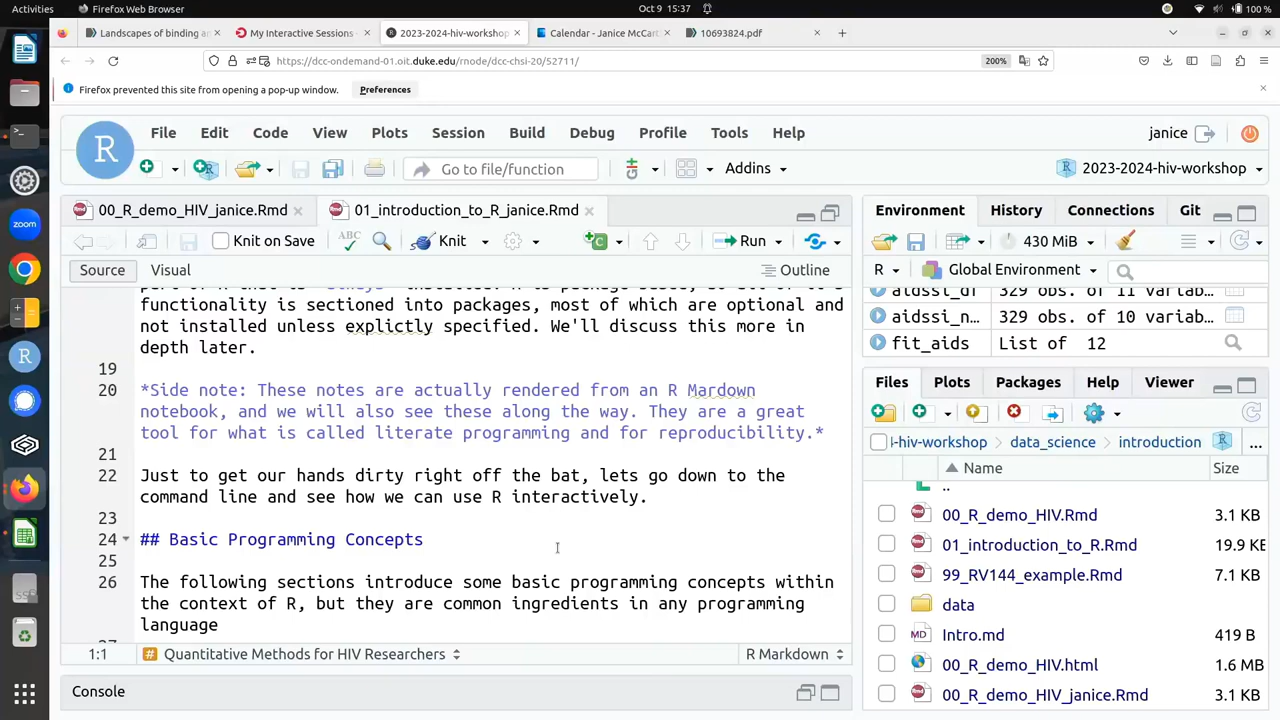 Activities
Firefox Web Browser
Oct 9 15:37
100 %
Landscapes of binding a
My Interactive Sessions
2023-2024-hiv-workshop
Calendar - Janice McCar
10693824.pdf
https://dcc-ondemand-01.oit.duke.edu/rnode/dcc-chsi-20/52711/
200%
Firefox prevented this site from opening a pop-up window.
Preferences
File Edit Code View Plots Session Build Debug Profile Tools Help
janice
R
Go to file/function
Addins
2023-2024-hiv-workshop
00_R_demo_HIV_janice.Rmd
01_introduction_to_R_janice.Rmd
Knit on Save
ABC
Knit
Run
Source Visual
Outline
functionality is sectioned into packages, most of which are optional and
not installed unless explictly specified. We'll discuss this more in
depth later.
19
20 *Side note: These notes are actually rendered from an R Mardown
notebook, and we will also see these along the way. They are a great
tool for what is called literate programming and for reproducibility.*
21
22 Just to get our hands dirty right off the bat, lets go down to the
command line and see how we can use R interactively.
23
24 ## Basic Programming Concepts
25
26 The following sections introduce some basic programming concepts within
the context of R, but they are common ingredients in any programming
language
1:1
Quantitative Methods for HIV Researchers
R Markdown
Console
Environment History Connections Git
430 MiB
R
Global Environment
aidssi_df 329 obs. of 11 variab…
aidssi_n… 329 obs. of 10 variab…
fit_aids List of 12
Files Plots Packages Help Viewer
l-hiv-workshop data_science introduction ...
Name Size
..
00_R_demo_HIV.Rmd 3.1 KB
01_introduction_to_R.Rmd 19.9 KE
99_RV144_example.Rmd 7.1 KB
data
Intro.md 419 B
00_R_demo_HIV.html 1.6 MB
00_R_demo_HIV_janice.Rmd 3.1 KB
zoom